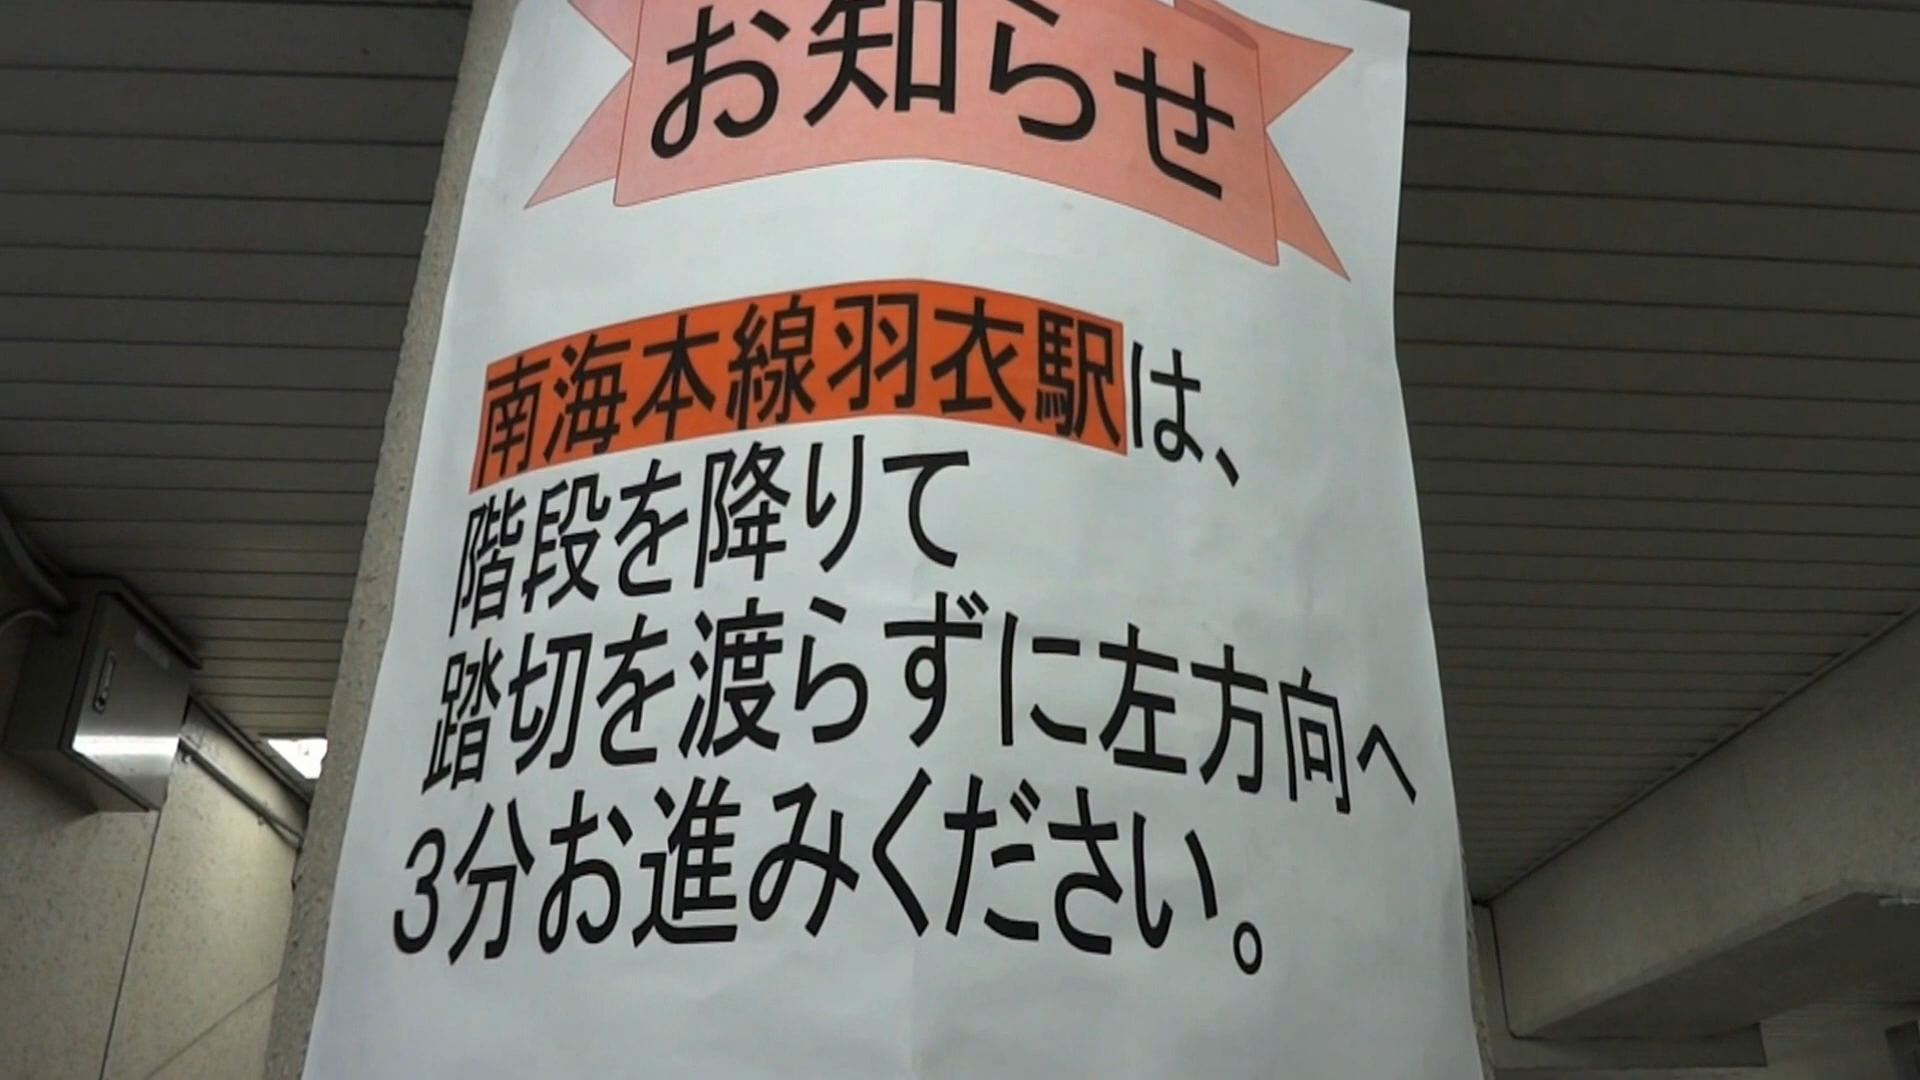 お知らせ
南海本線羽衣駅は、
階段を降りて
踏切を渡らずに左方向へ
3分お進みください。